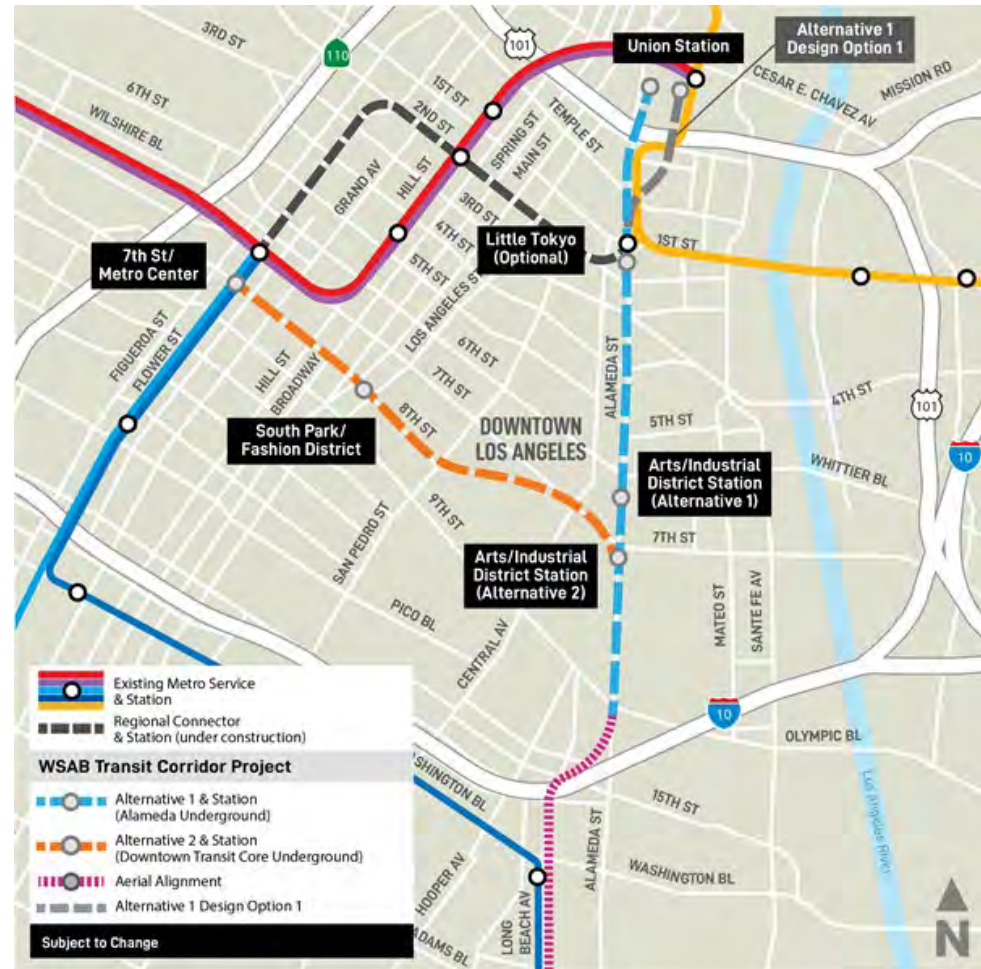 3RD ST
110
101
Union Station
Alternative 1
Design Option 1
6TH ST
WILSHIRE BL
1ST ST
2ND ST
SPRING ST
MAIN ST
TEMPLE ST
CESAR E. CHAVEZ AV
MISSION RD
GRAND AV
HILL ST
3RD ST
4TH ST
5TH ST
7th St/
Metro Center
Little Tokyo
(Optional)
1ST ST
LOS ANGELES S
FIGUEROA ST
FLOWER ST
HILL ST
BROADWAY
6TH ST
7TH ST
8TH ST
ALAMEDA ST
4TH ST
101
10
5TH ST
South Park/
Fashion District
DOWNTOWN
LOS ANGELES
Arts/Industrial
District Station
(Alternative 1)
WHITTIER BL
9TH ST
SAN PEDRO ST
7TH ST
Arts/Industrial
District Station
(Alternative 2)
PICO BL
CENTRAL AV
MATEO ST
SANTE FE AV
10
OLYMPIC BL
Los Angeles River
Existing Metro Service
& Station
Regional Connector
& Station (under construction)
WSAB Transit Corridor Project
Alternative 1 & Station
(Alameda Underground)
Alternative 2 & Station
(Downtown Transit Core Underground)
Aerial Alignment
Alternative 1 Design Option 1
Subject to Change
SHINGTON BL
15TH ST
WASHINGTON BL
HOOPER AV
ADAMS BL
LONG
BEACH AV
ALAMEDA ST
N